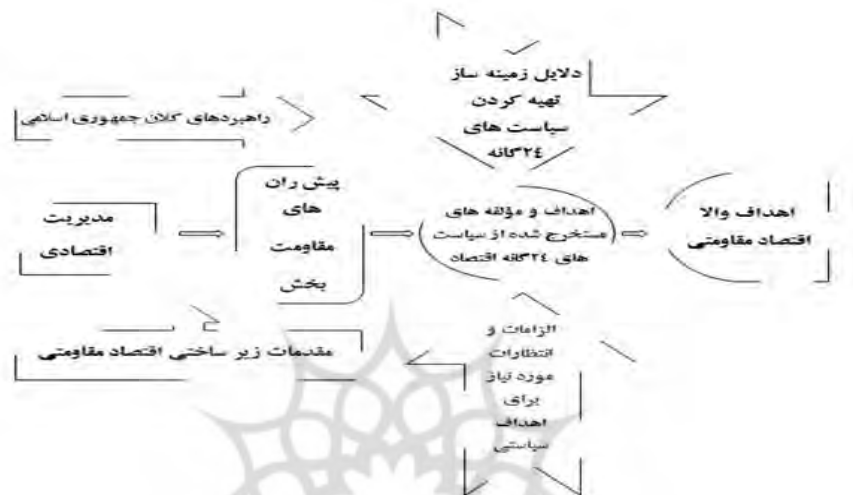 دلایل زمینه ساز
تهیه کردن
سیاست های
۲٤گانه
راهبردهای کلان جمهوری اسلامی
مدیریت
اقتصادی
پیش ران
های
مقاومت
بخش
اهداف و مؤلفه های
مستخرج شده از سیاست
های ۲٤گانه اقتصاد
اهداف والا
اقتصاد مقاومتی
مقدمات زیر ساختی اقتصاد مقاومتی
الزامات و
انتظارات
مورد نیاز
برای
اهداف
سیاستی